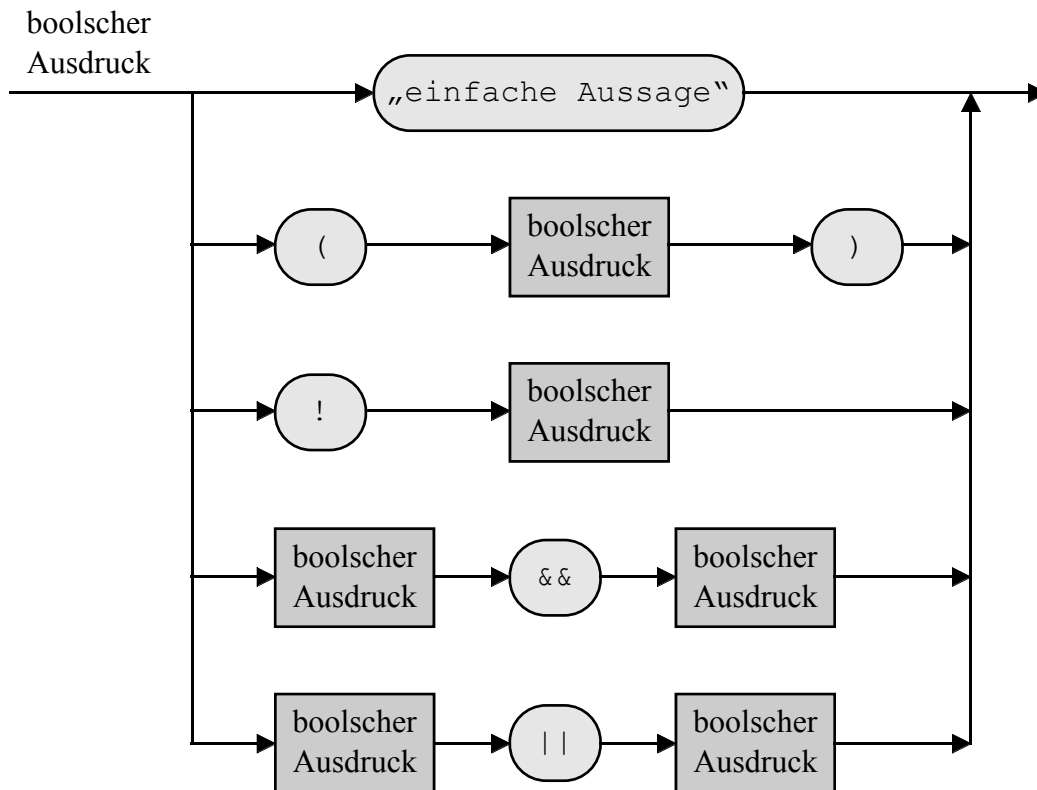 boolscher
Ausdruck
„einfache Aussage“
(
boolscher
Ausdruck
)
!
boolscher
Ausdruck
boolscher
Ausdruck
&&
boolscher
Ausdruck
boolscher
Ausdruck
||
boolscher
Ausdruck